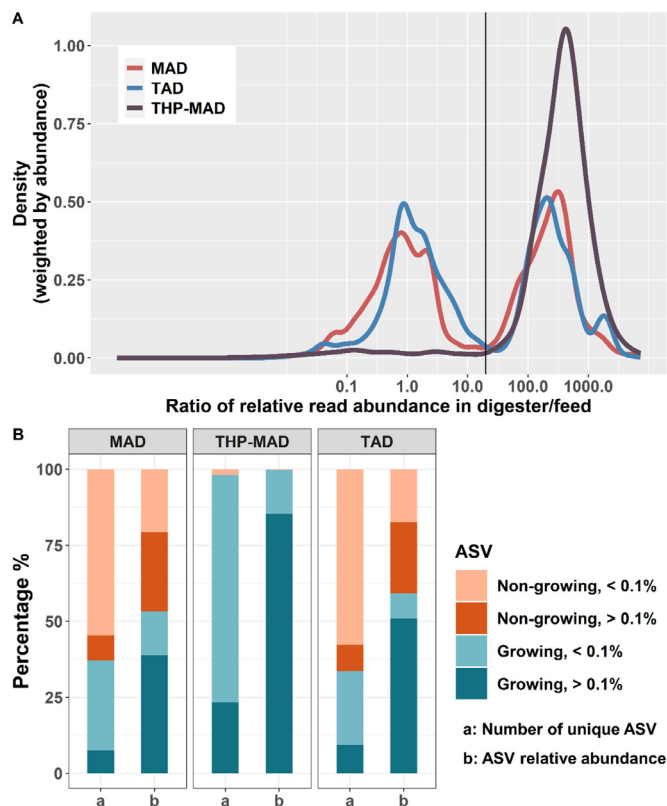 A
1.00
0.75
0.50
0.25
0.00
Density
(weighted by abundance)
MAD
TAD
THP-MAD
0.1 1.0 10.0 100.0 1000.0
Ratio of relative read abundance in digester/feed
B
MAD THP-MAD TAD
100
75
50
25
0
Percentage %
a b a b a b
ASV
Non-growing, < 0.1%
Non-growing, > 0.1%
Growing, < 0.1%
Growing, > 0.1%
a: Number of unique ASV
b: ASV relative abundance